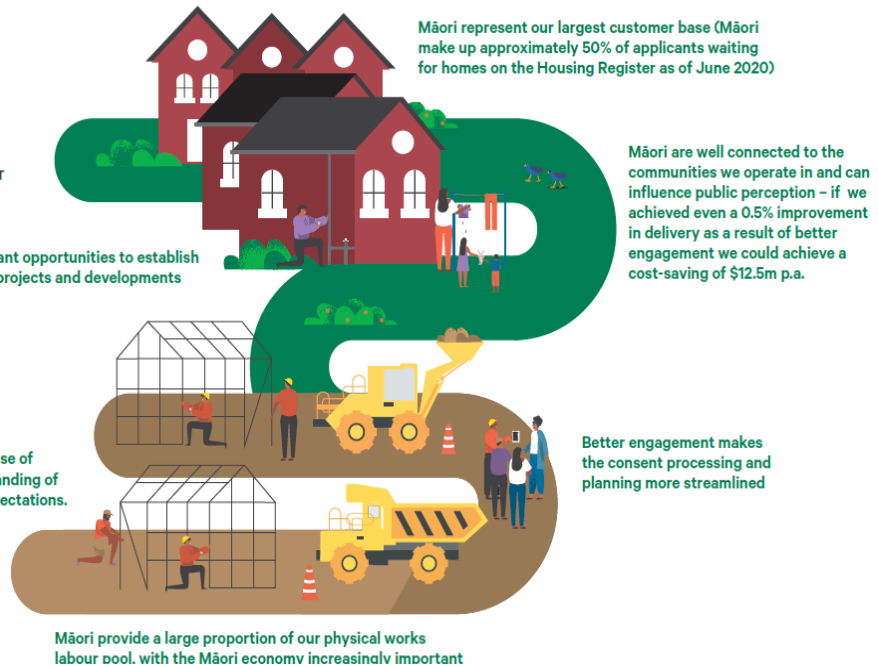 Māori represent our largest customer base (Māori
make up approximately 50% of applicants waiting
for homes on the Housing Register as of June 2020)
Māori are well connected to the
communities we operate in and can
influence public perception – if we
achieved even a 0.5% improvement
in delivery as a result of better
engagement we could achieve a
cost-saving of $12.5m p.a.
opportunities to establish
projects and developments
Better engagement makes
the consent processing and
planning more streamlined
of
of
Māori provide a large proportion of our physical works
labour pool, with the Māori economy increasingly important